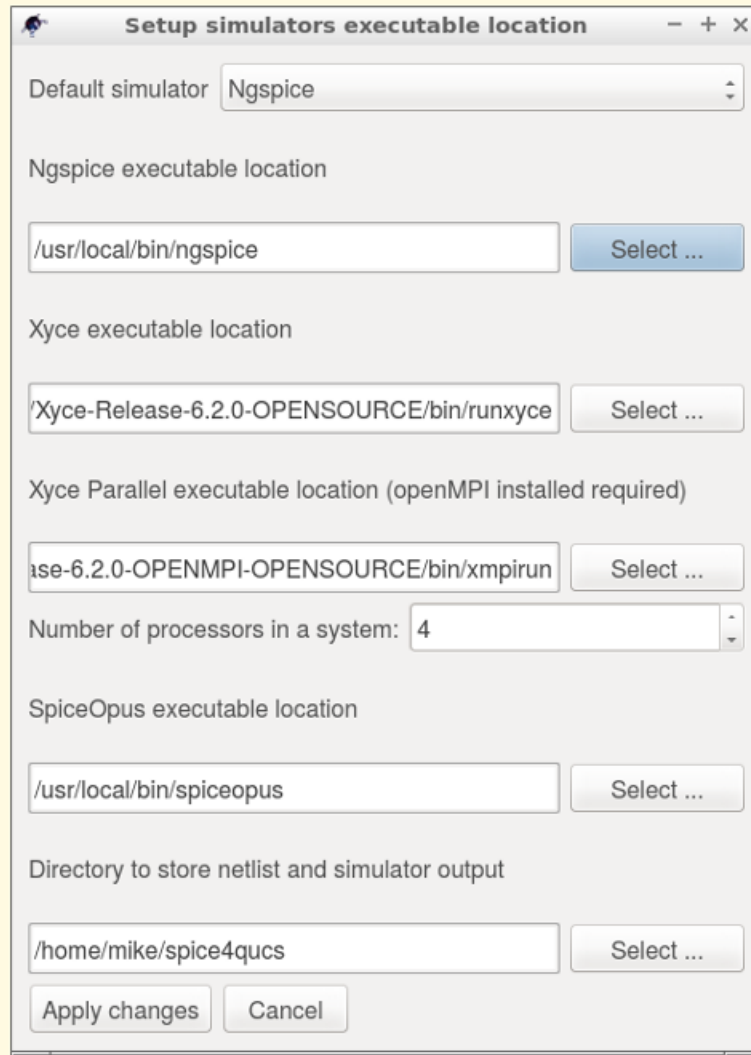 Setup simulators executable location
Default simulator Ngspice
Ngspice executable location
/usr/local/bin/ngspice Select ...
Xyce executable location
/Xyce-Release-6.2.0-OPENSOURCE/bin/runxyce Select ...
Xyce Parallel executable location (openMPI installed required)
ase-6.2.0-OPENMPI-OPENSOURCE/bin/xmpirun Select ...
Number of processors in a system: 4
SpiceOpus executable location
/usr/local/bin/spiceopus Select ...
Directory to store netlist and simulator output
/home/mike/spice4qucs Select ...
Apply changes Cancel